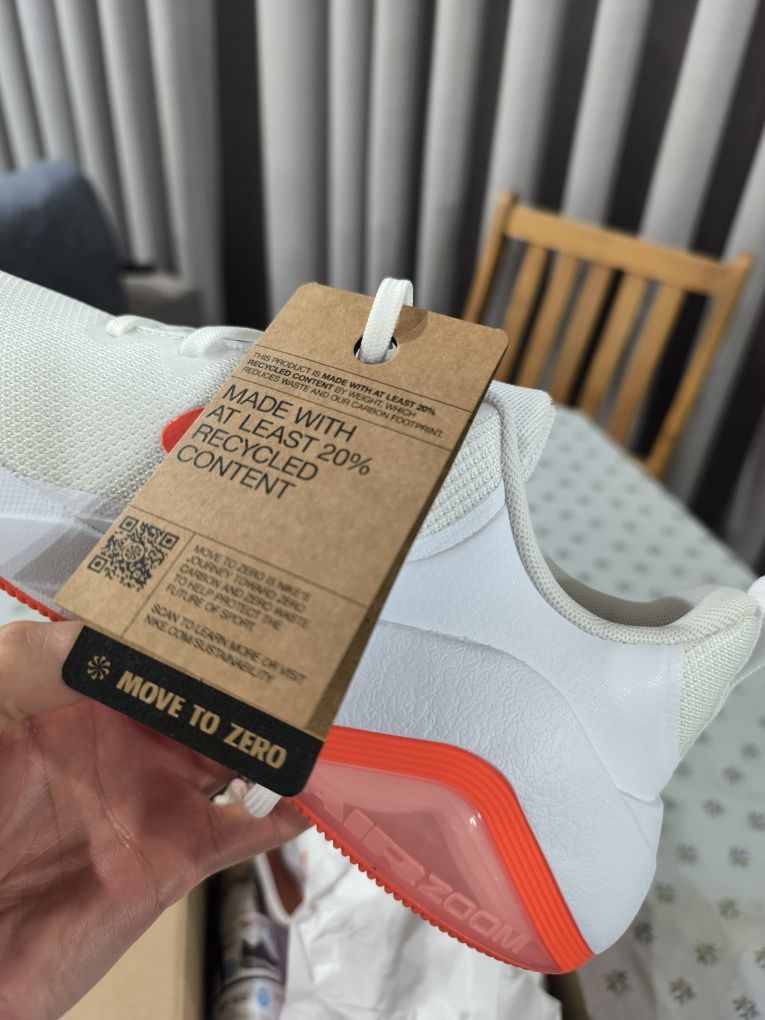 THIS PRODUCT IS MADE WITH AT LEAST 20%
RECYCLED CONTENT BY WEIGHT, WHICH
REDUCES WASTE AND OUR CARBON FOOTPRINT.
MADE WITH
AT LEAST 20%
RECYCLED
CONTENT
MOVE TO ZERO IS NIKE'S
JOURNEY TOWARD ZERO
CARBON AND ZERO WASTE
TO HELP PROTECT THE
FUTURE OF SPORT.
SCAN TO LEARN MORE OR VISIT
NIKE.COM/SUSTAINABILITY
MOVE TO ZERO
AIR ZOOM